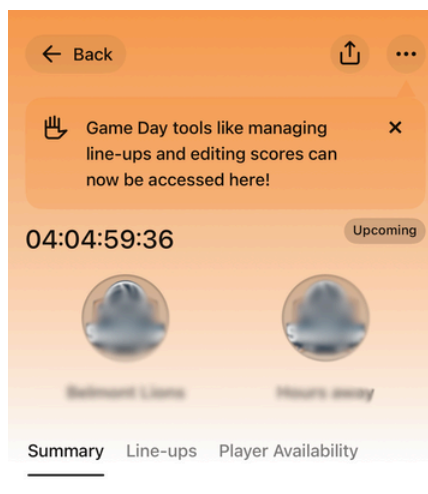 Back
Game Day tools like managing
line-ups and editing scores can
now be accessed here!
04:04:59:36
Upcoming
Summary Line-ups Player Availability